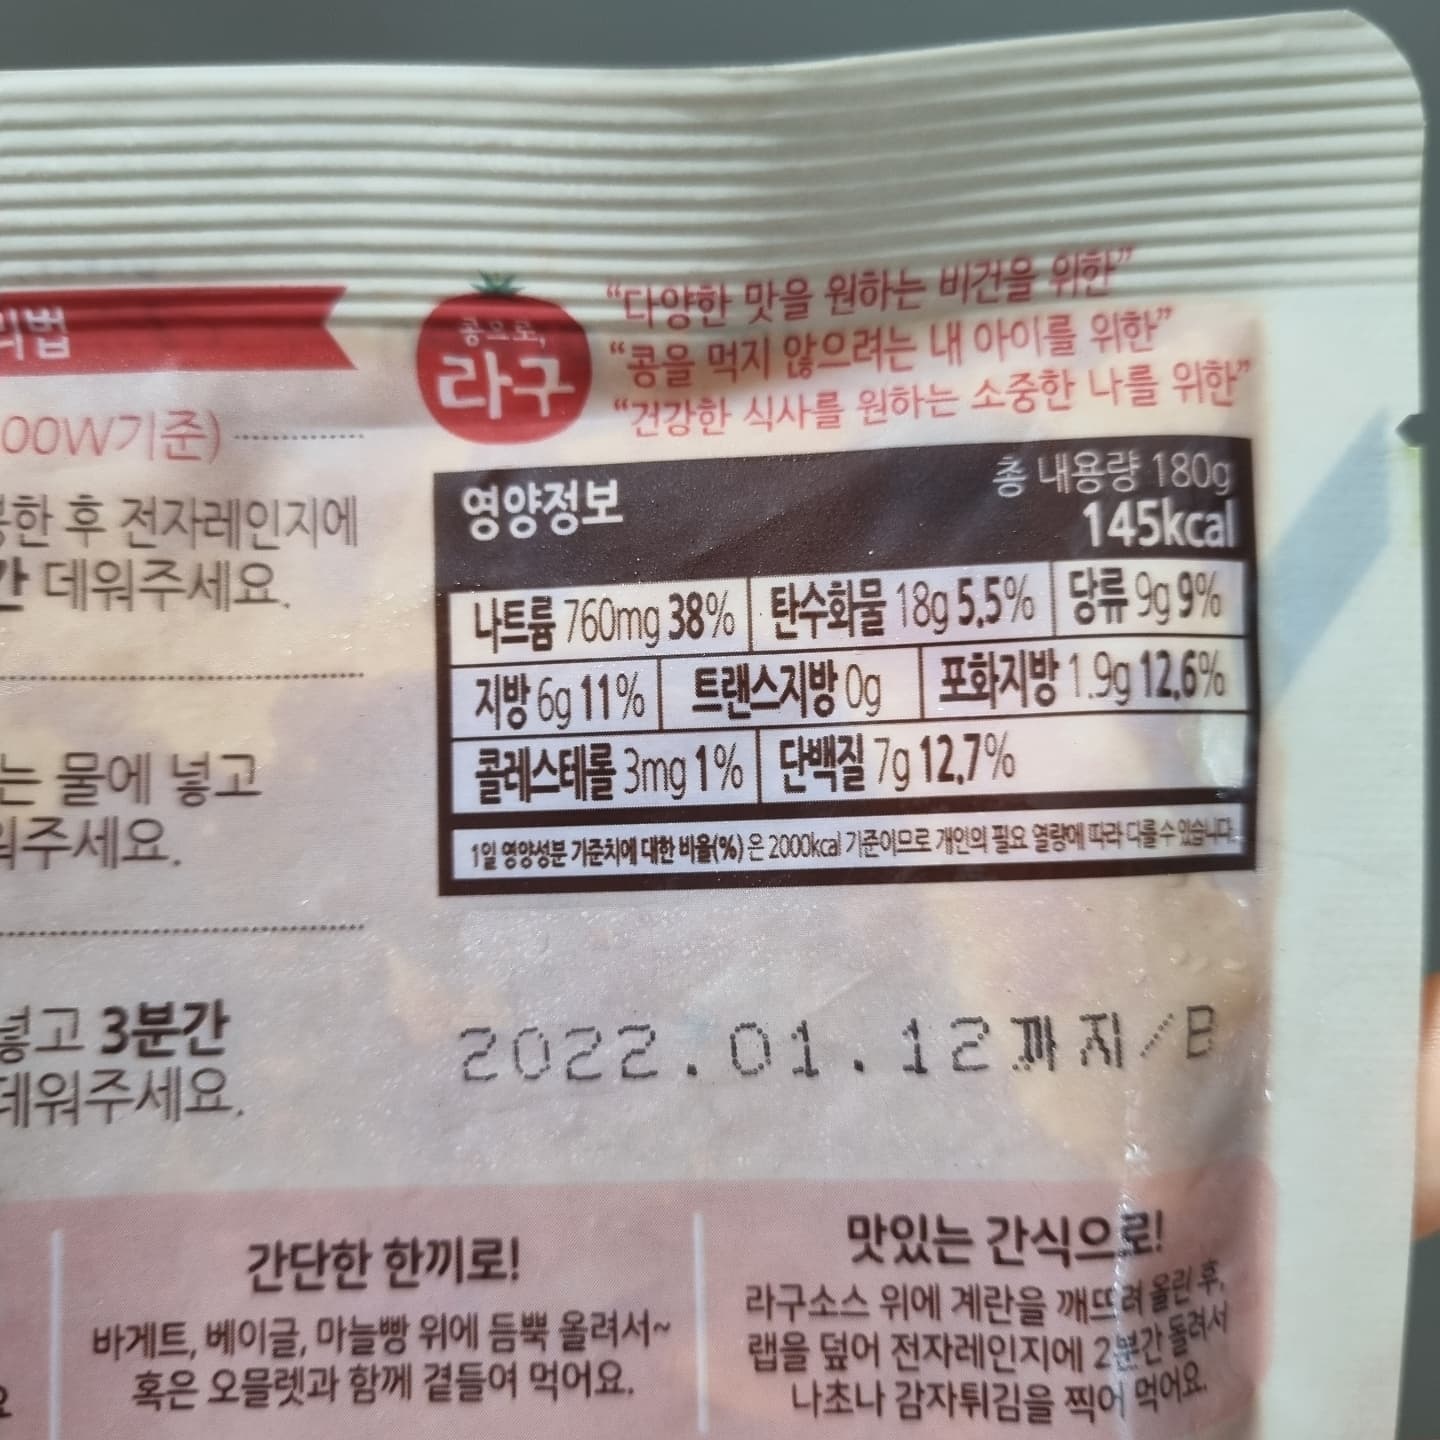 리법
콩으로,
라구
“다양한 맛을 원하는 비건을 위한”
“콩을 먹지 않으려는 내 아이를 위한”
“건강한 식사를 원하는 소중한 나를 위한”
00W기준)
한 후 전자레인지에
간 데워주세요.
는 물에 넣고
워주세요.
넣고 3분간
데워주세요.
영양정보
총 내용량 180g
145kcal
나트륨 760mg 38% 탄수화물 18g 5.5% 당류 9g 9%
지방 6g 11% 트랜스지방 0g 포화지방 1.9g 12.6%
콜레스테롤 3mg 1% 단백질 7g 12.7%
1일 영양성분 기준치에 대한 비율(%)은 2000kcal 기준이므로 개인의 필요 열량에 따라 다를 수 있습니다.
2022.01.12까지/B
간단한 한끼로!
바게트, 베이글, 마늘빵 위에 듬뿍 올려서~
혹은 오믈렛과 함께 곁들여 먹어요.
맛있는 간식으로!
라구소스 위에 계란을 깨뜨려 올린 후,
랩을 덮어 전자레인지에 2분간 돌려서
나초나 감자튀김을 찍어 먹어요.